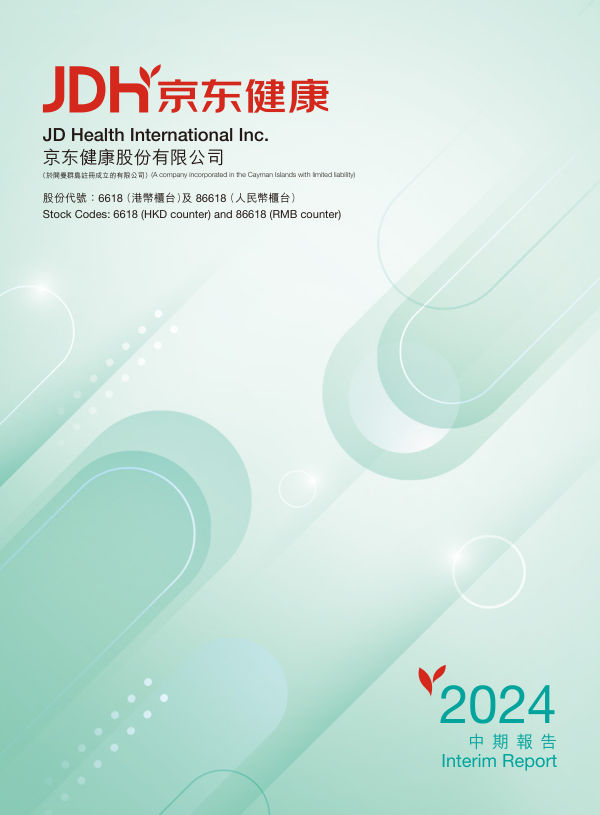 JDH京东健康
JD Health International Inc.
京东健康股份有限公司
（於開曼群島註冊成立的有限公司）(A company incorporated in the Cayman Islands with limited liability)
股份代號：6618（港幣櫃台）及 86618（人民幣櫃台）
Stock Codes: 6618 (HKD counter) and 86618 (RMB counter)
2024
中期報告
Interim Report